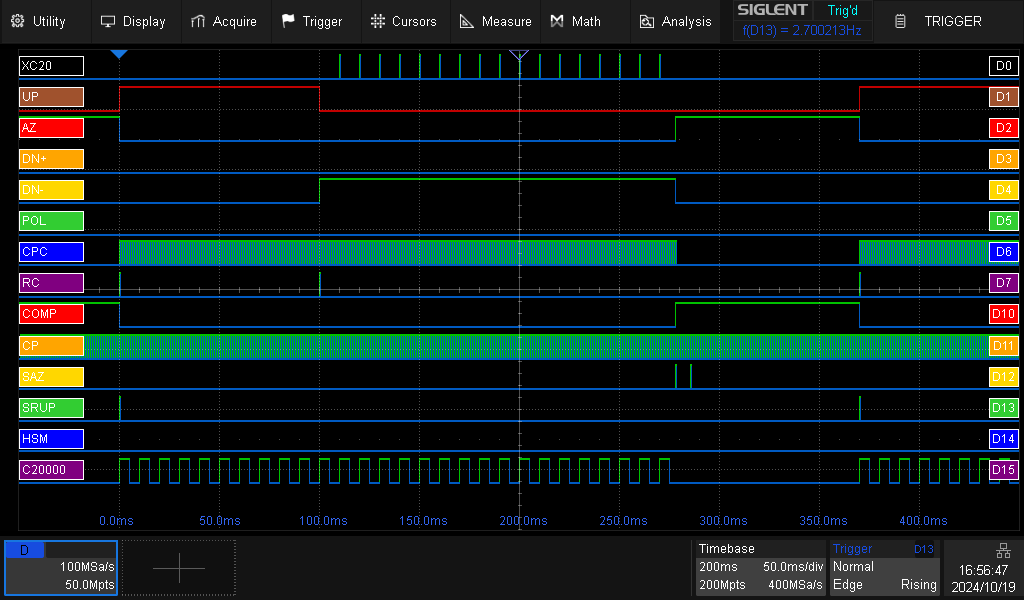 Utility Display Acquire Trigger Cursors Measure Math Analysis SIGLENT Trig'd TRIGGER
f(D13) = 2.700213Hz
XC20 D0
UP D1
AZ D2
DN+ D3
DN- D4
POL D5
CPC D6
RC D7
COMP D10
CP D11
SAZ D12
SRUP D13
HSM D14
C20000 D15
0.0ms 50.0ms 100.0ms 150.0ms 200.0ms 250.0ms 300.0ms 350.0ms 400.0ms
D Timebase Trigger D13
100MSa/s 200ms 50.0ms/div Normal 16:56:47
50.0Mpts 200Mpts 400MSa/s Edge Rising 2024/10/19